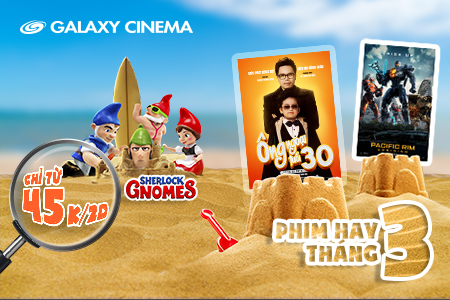 GALAXY CINEMA
CHỈ TỪ
45K/2D
SHERLOCK
GNOMES
Ông ngoại
tuổi
30
PACIFIC RIM
PHIM HAY
THÁNG 3